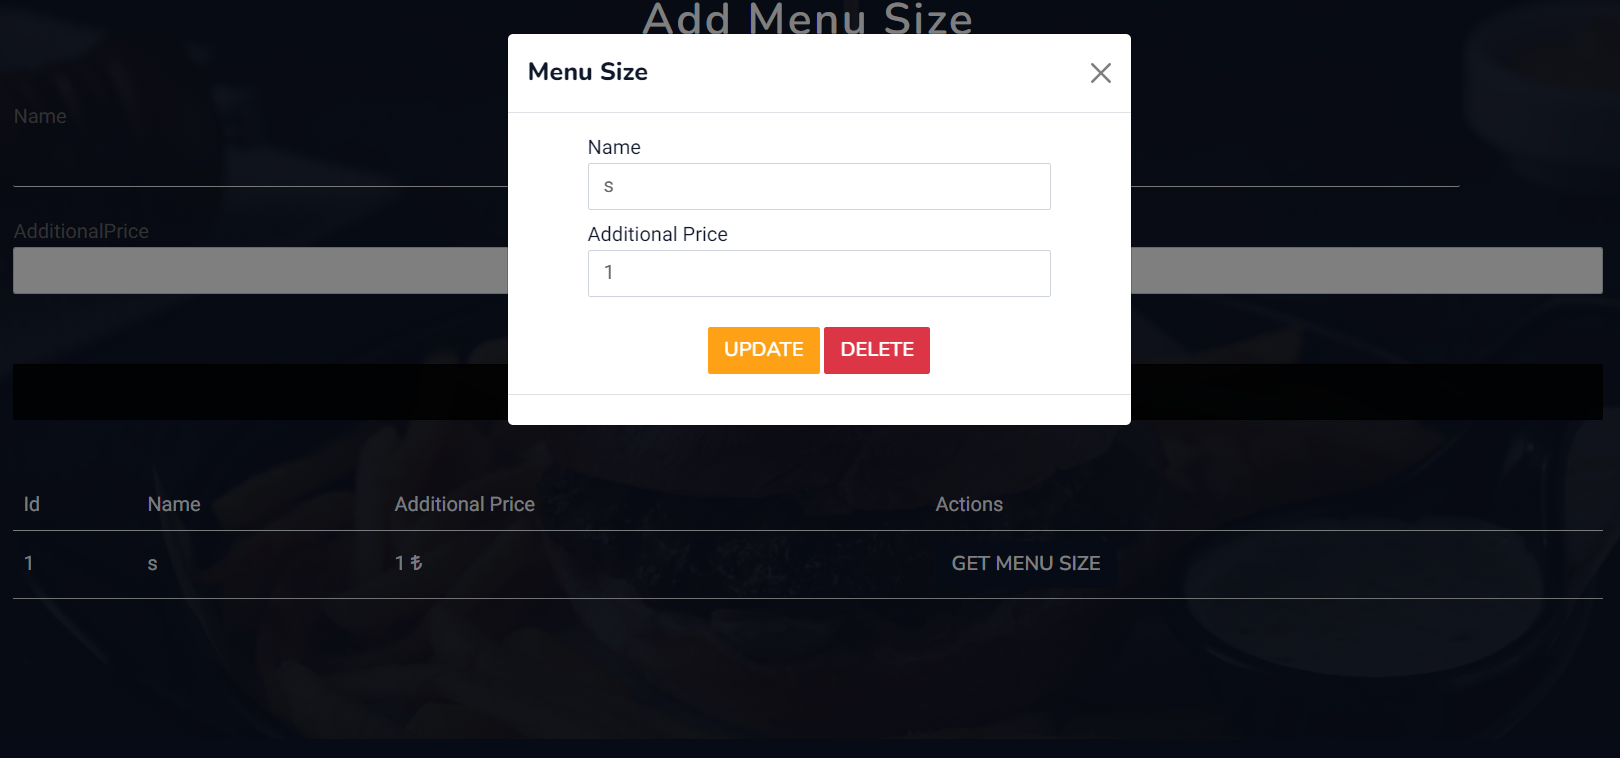 Add Menu Size
Menu Size
Name
Name
s
AdditionalPrice
Additional Price
1
UPDATE DELETE
Id Name Additional Price Actions
1 s 1 ₺ GET MENU SIZE